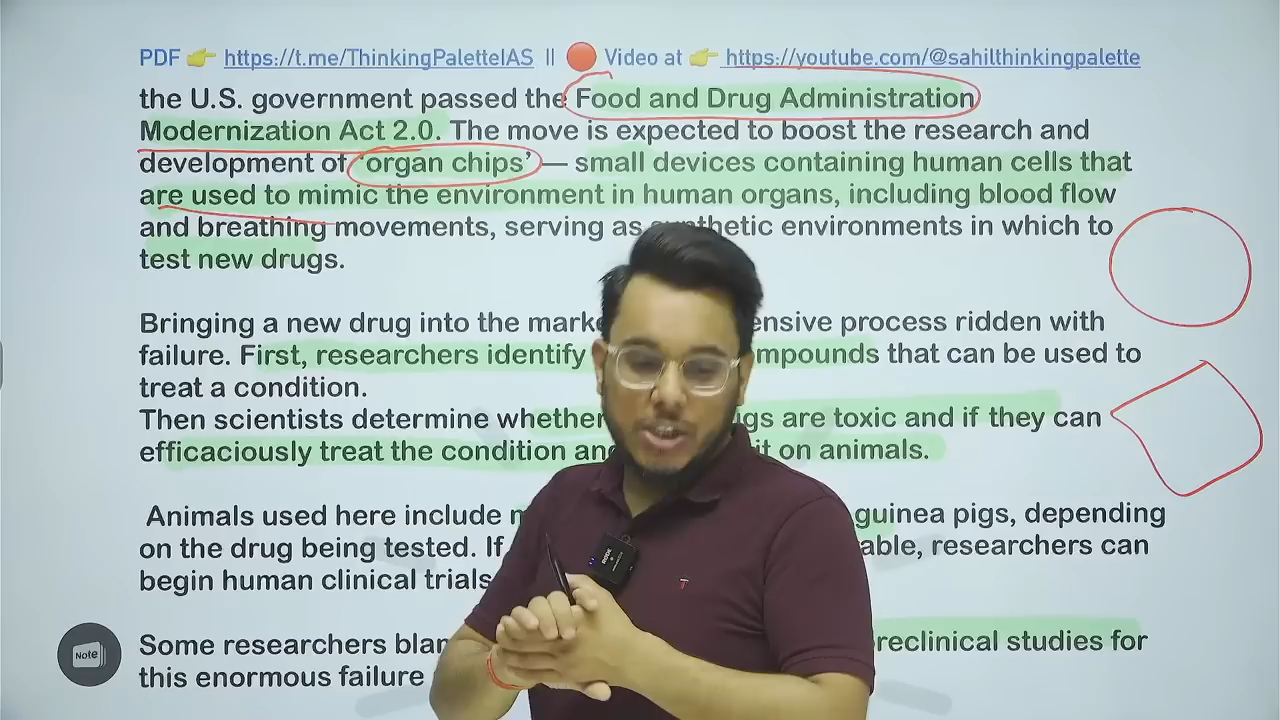 PDF 👉 https://t.me/ThinkingPaletteIAS || 🔴 Video at 👉 https://youtube.com/@sahilthinkingpalette
the U.S. government passed the Food and Drug Administration
Modernization Act 2.0. The move is expected to boost the research and
development of ‘organ chips’ — small devices containing human cells that
are used to mimic the environment in human organs, including blood flow
and breathing movements, serving as synthetic environments in which to
test new drugs.
Bringing a new drug into the process ridden with
failure. First, researchers identify that can be used to
treat a condition.
Then scientists determine whether are toxic and if they can
efficaciously treat the condition it on animals.
Animals used here include guinea pigs, depending
on the drug being tested. If researchers can
begin human clinical trials
Note
Some researchers preclinical studies for
this enormous failure
T